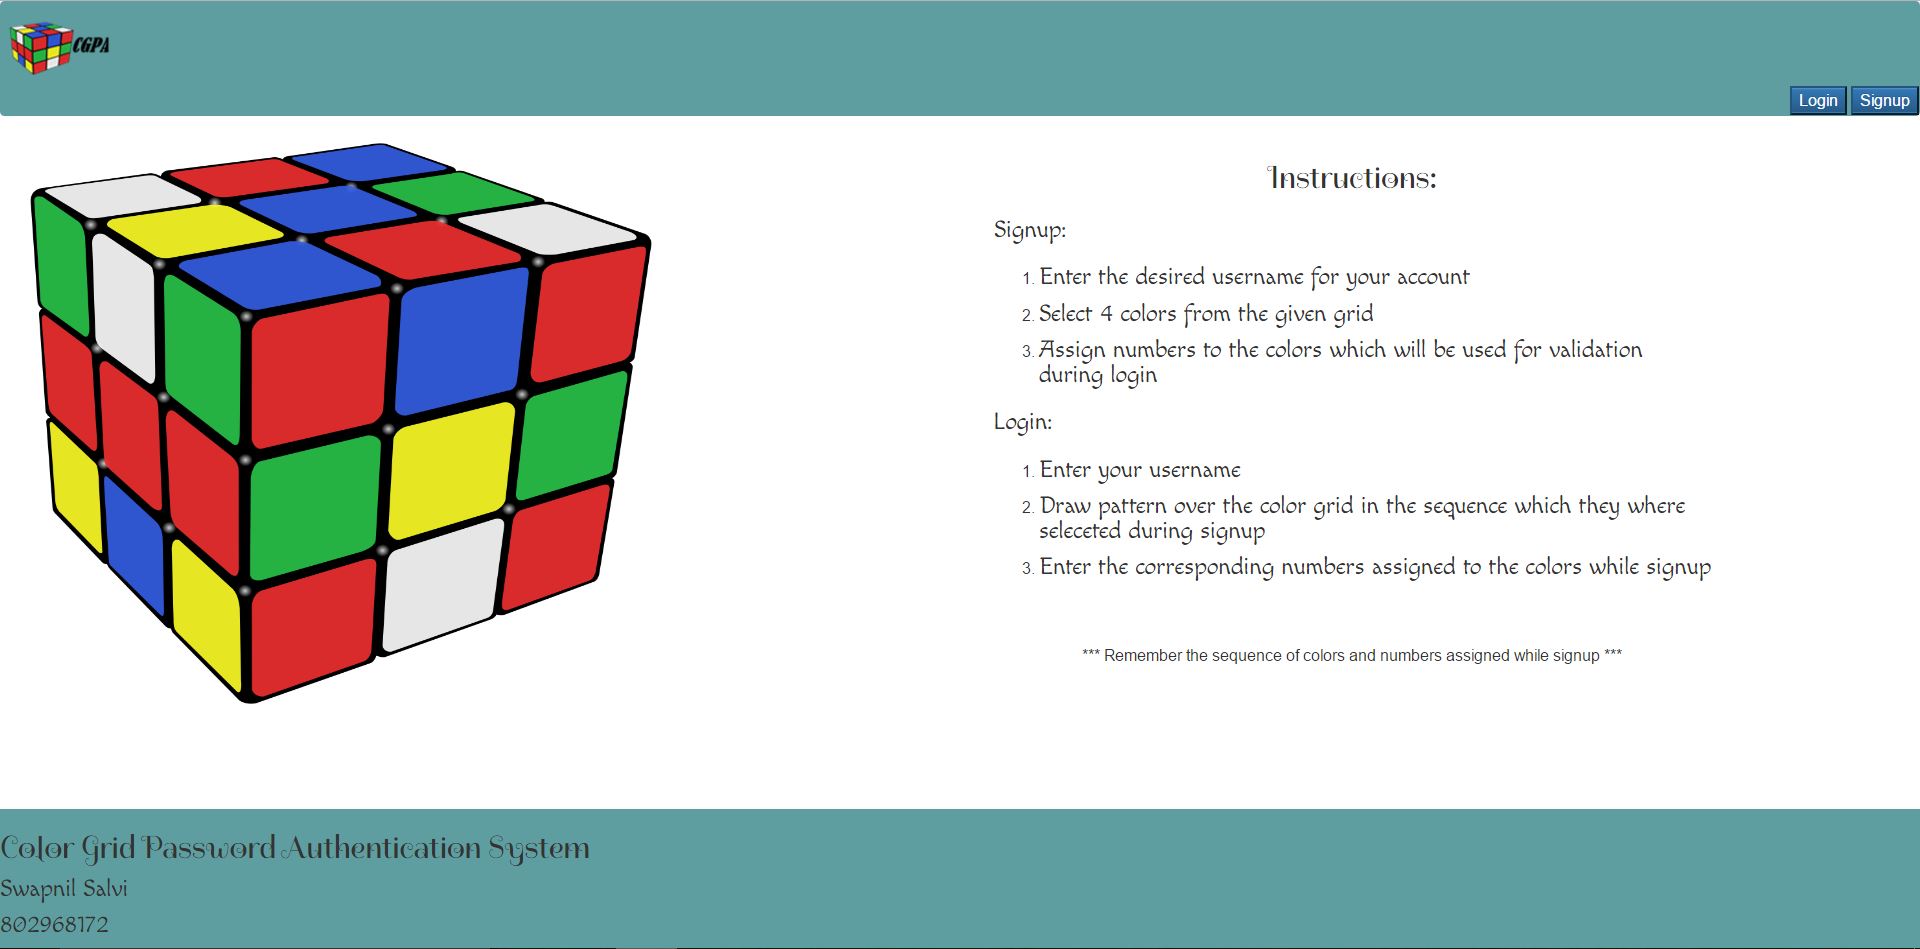 CGPA
Login Signup
Instructions:
Signup:
1. Enter the desired username for your account
2. Select 4 colors from the given grid
3. Assign numbers to the colors which will be used for validation
during login
Login:
1. Enter your username
2. Draw pattern over the color grid in the sequence which they where
seleceted during signup
3. Enter the corresponding numbers assigned to the colors while signup
*** Remember the sequence of colors and numbers assigned while signup ***
Color Grid Password Authentication System
Swapnil Salvi
802968172